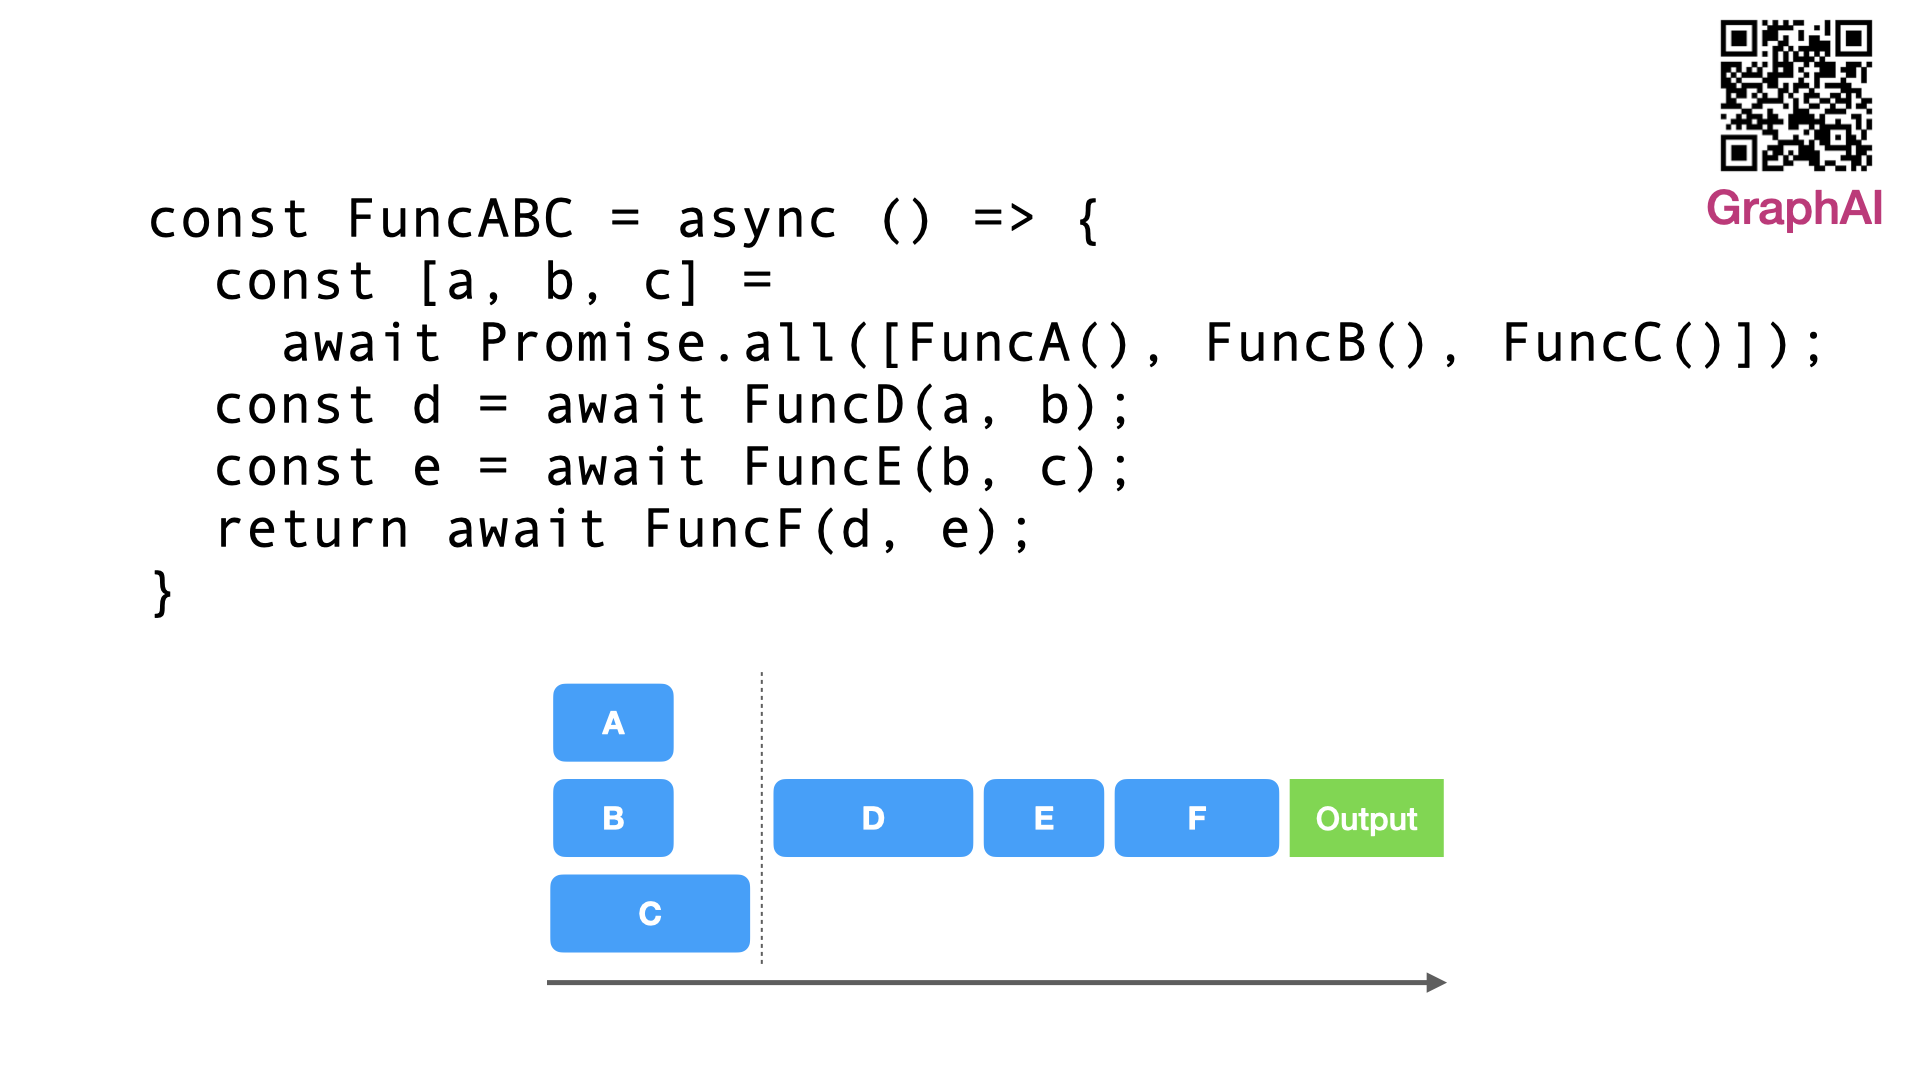 GraphAI
const FuncABC = async () => {
  const [a, b, c] =
    await Promise.all([FuncA(), FuncB(), FuncC()]);
  const d = await FuncD(a, b);
  const e = await FuncE(b, c);
  return await FuncF(d, e);
}
A
B D E F Output
C